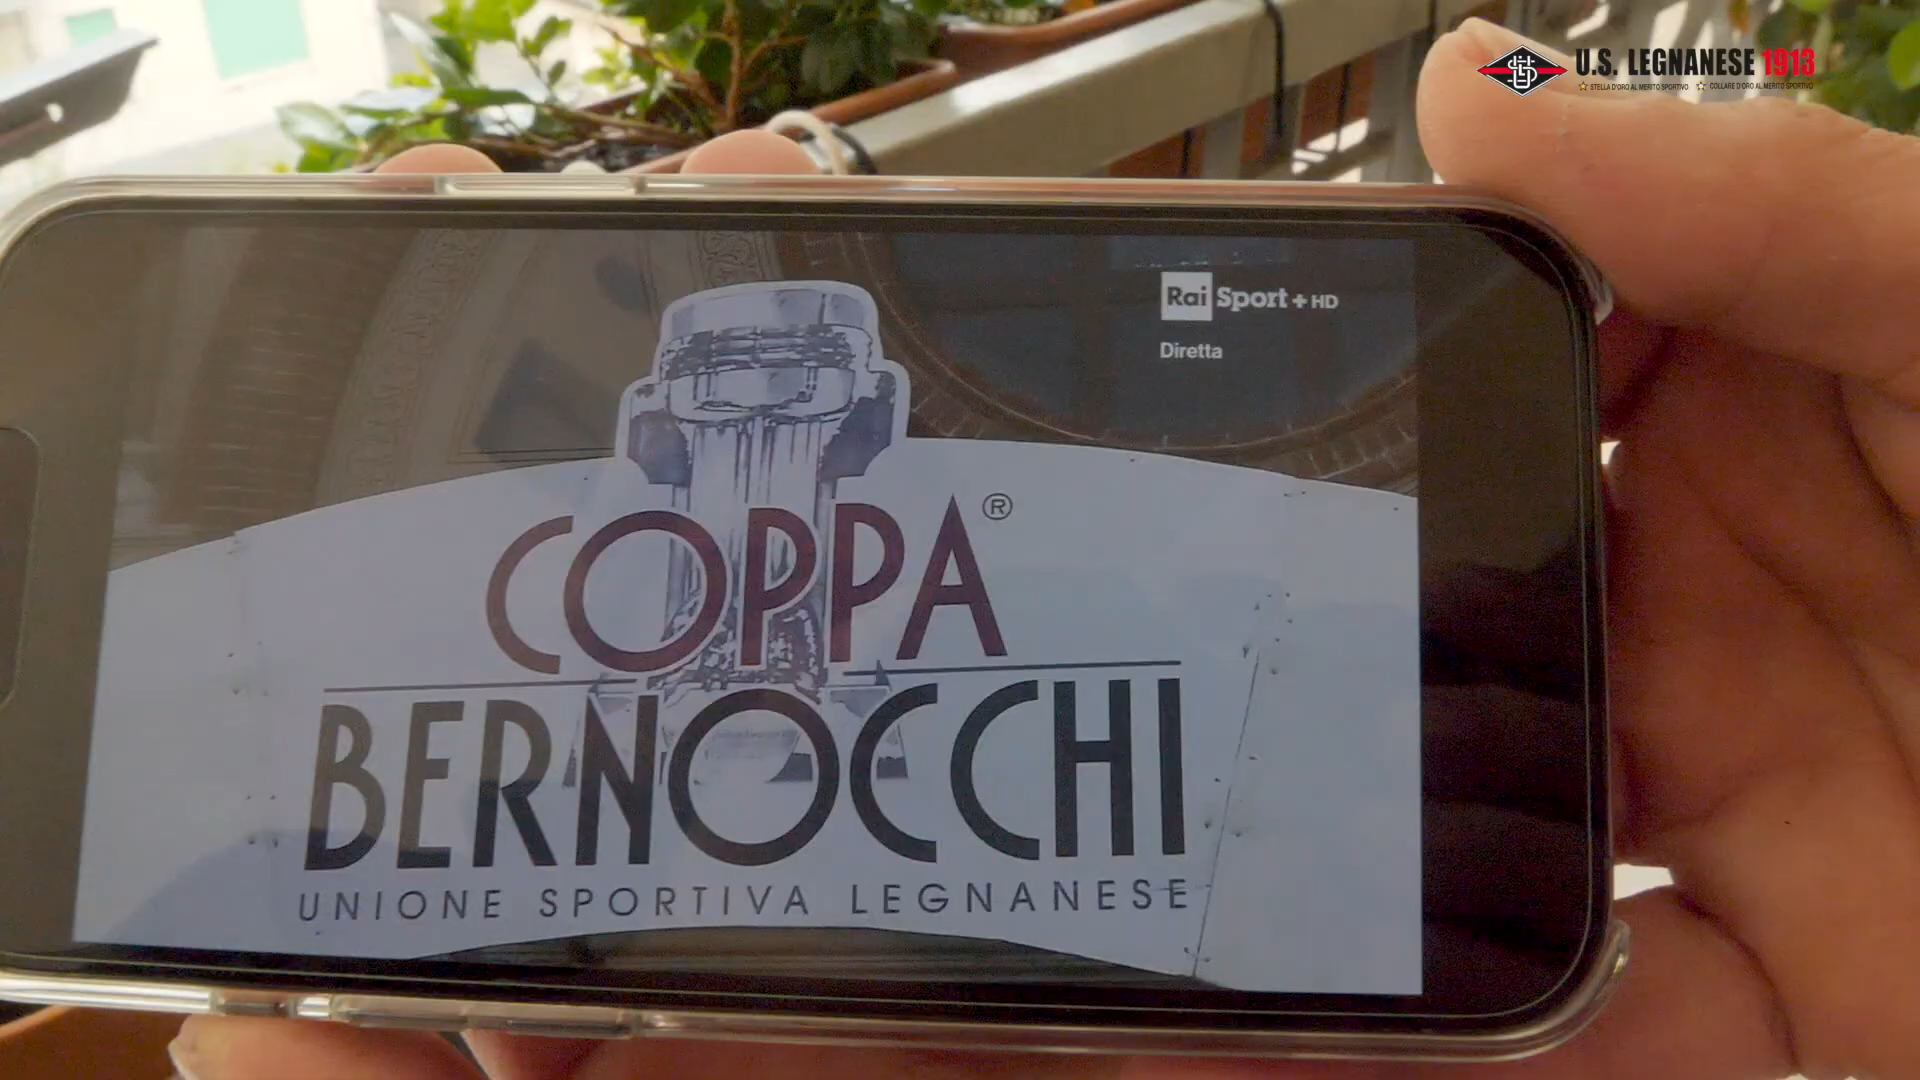 U.S. LEGNANESE 1913
STELLA D'ORO AL MERITO SPORTIVO COLLARE D'ORO AL MERITO SPORTIVO
Rai Sport + HD
Diretta
COPPA ®
BERNOCCHI
UNIONE SPORTIVA LEGNANESE